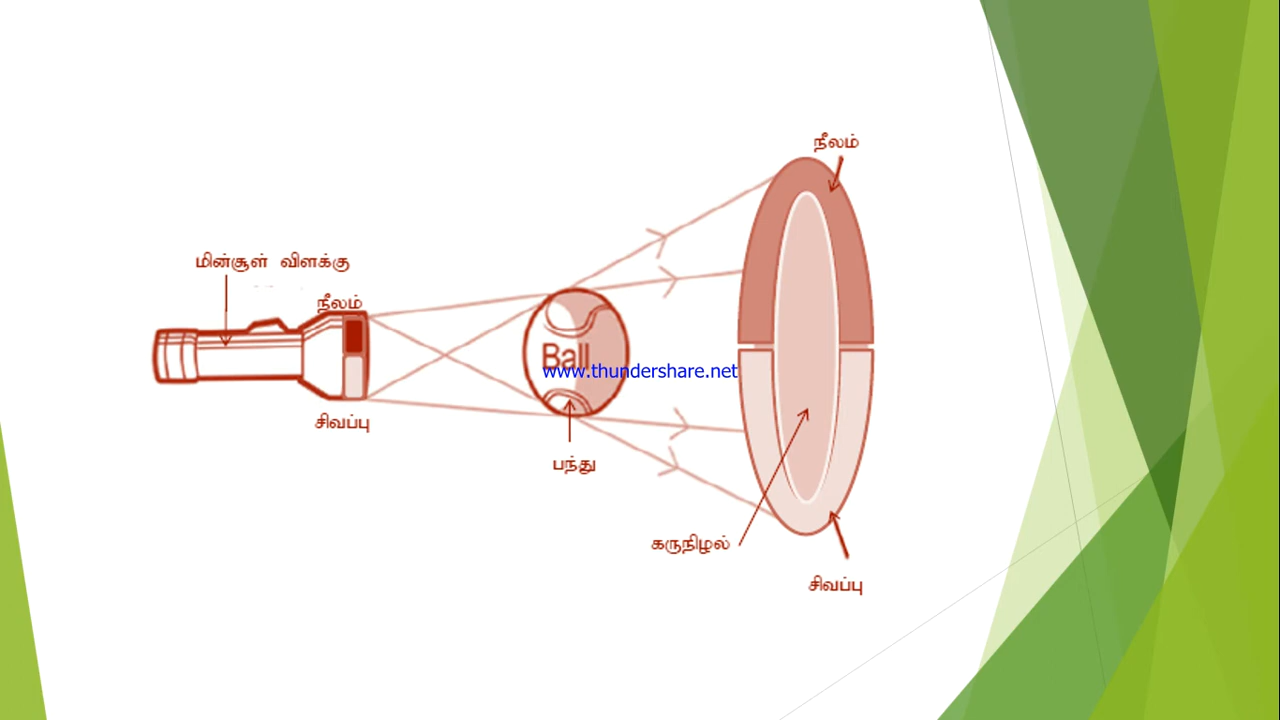 நீலம்
மின்சூள் விளக்கு
நீலம்
Ball
www.thundershare.net
சிவப்பு
பந்து
கருநிழல்
சிவப்பு